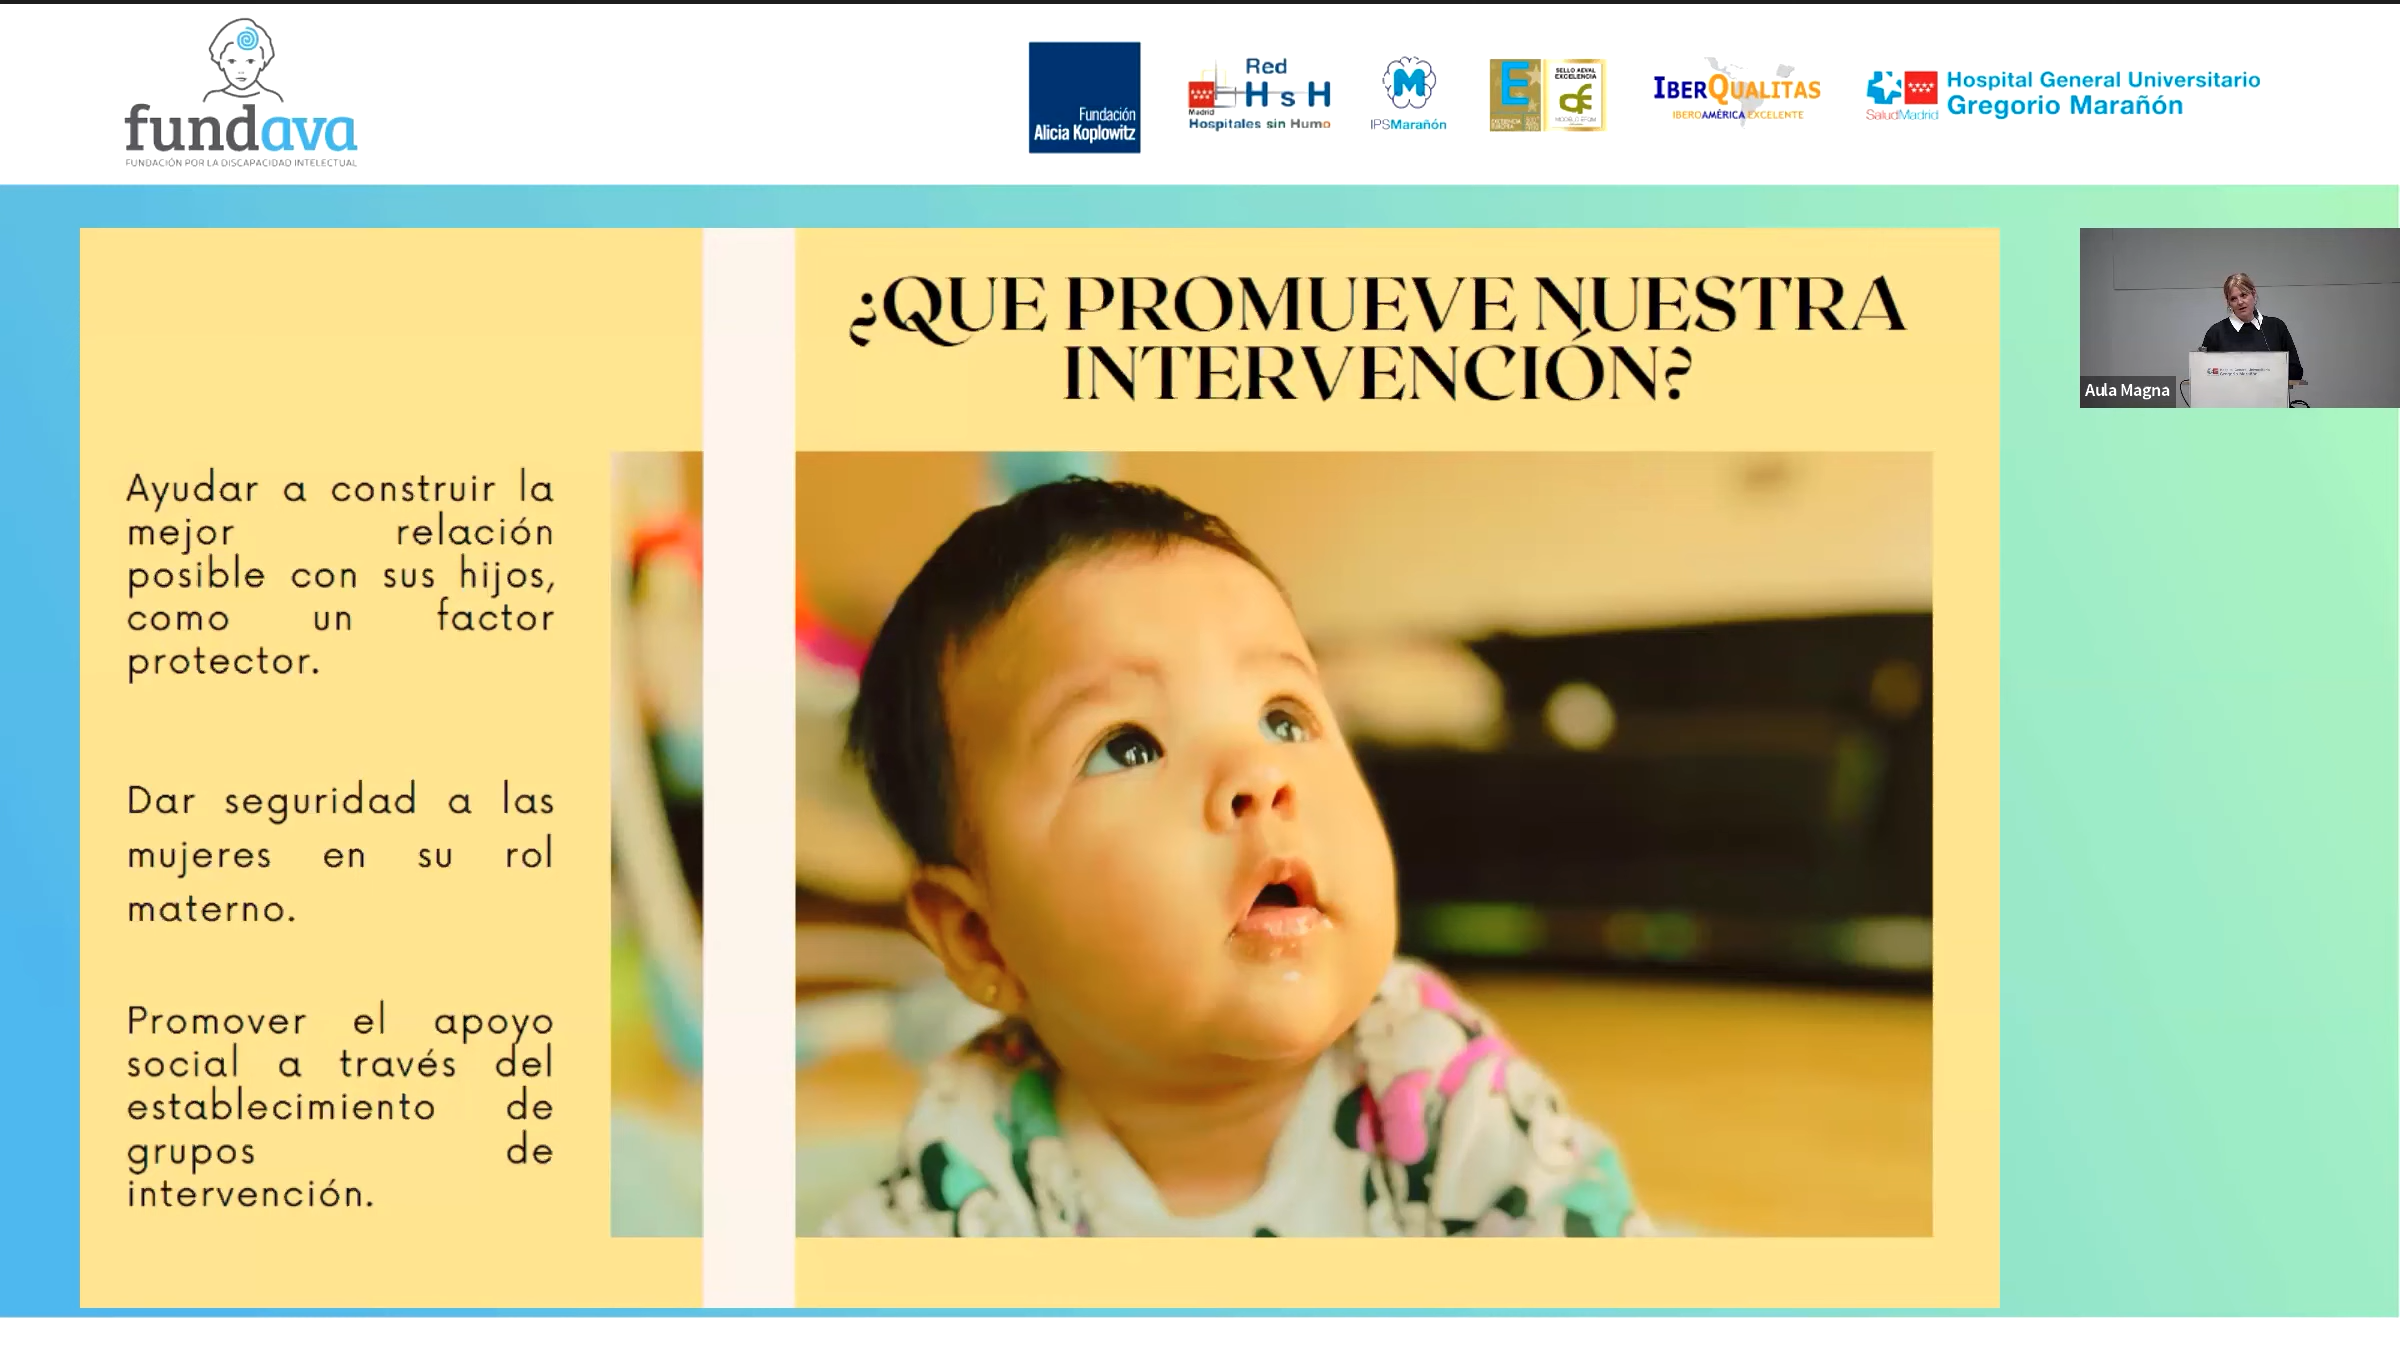 fundava
FUNDACIÓN POR LA DISCAPACIDAD INTELECTUAL
Fundación
Alicia Koplowitz
Red
H s H
Madrid
Hospitales sin Humo
M
IPSMarañón
E
SELLO AEVAL
EXCELENCIA
IBERQUALITAS
IBEROAMÉRICA EXCELENTE
SaludMadrid
Hospital General Universitario
Gregorio Marañón
¿QUE PROMUEVE NUESTRA
INTERVENCIÓN?
Ayudar a construir la
mejor relación
posible con sus hijos,
como un factor
protector.
Dar seguridad a las
mujeres en su rol
materno.
Promover el apoyo
social a través del
establecimiento de
grupos de
intervención.
Aula Magna